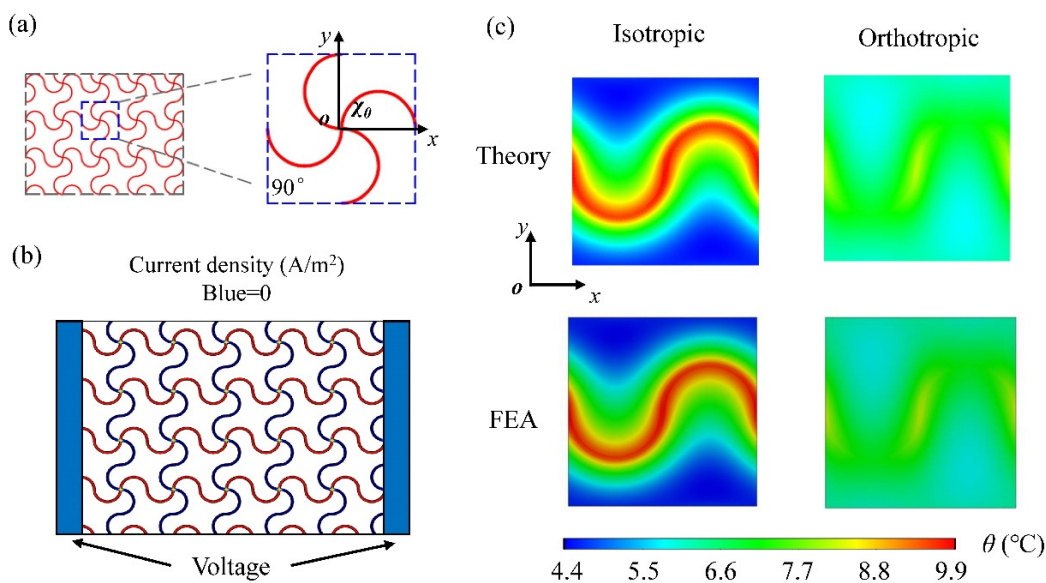 (a)
y
χ₀
o
x
90°
(b)
Current density (A/m²)
Blue=0
Voltage
(c)
Isotropic
Orthotropic
Theory
y
o
x
FEA
θ (°C)
4.4
5.5
6.6
7.7
8.8
9.9